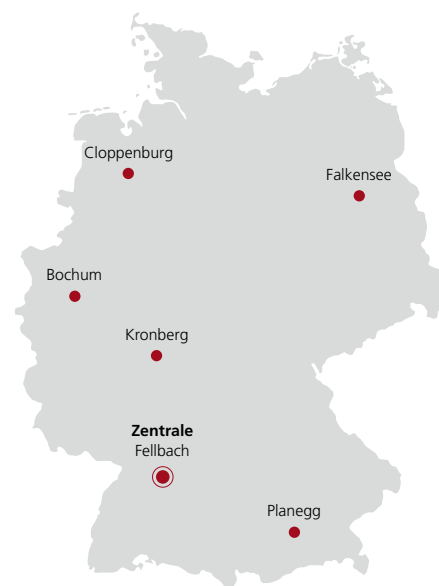 Cloppenburg
Falkensee
Bochum
Kronberg
Zentrale
Fellbach
Planegg